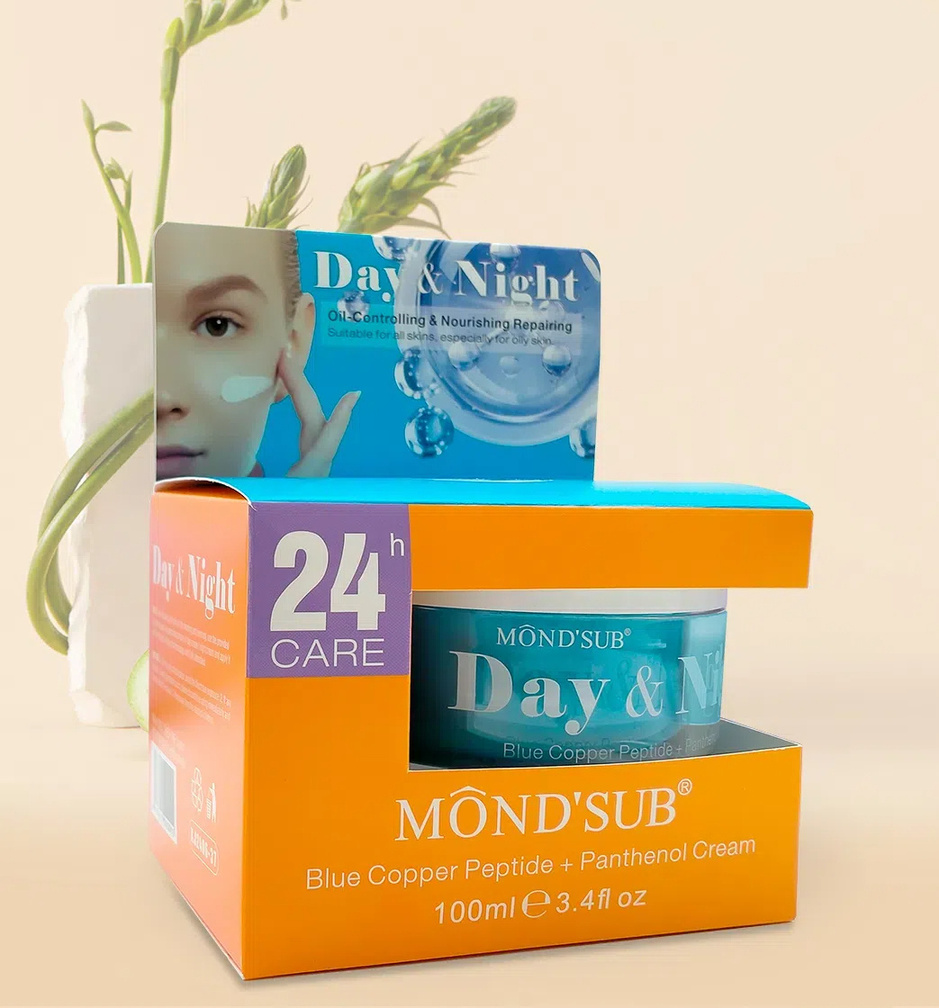 Day & Night
Oil-Controlling & Nourishing Repairing
Suitable for all skins, especially for oily skin.
24h
CARE
Day & Night
MÔND'SUB®
Day & Ni
Blue Copper Peptide +
MÔND'SUB®
Blue Copper Peptide + Panthenol Cream
100ml ℮ 3.4fl oz